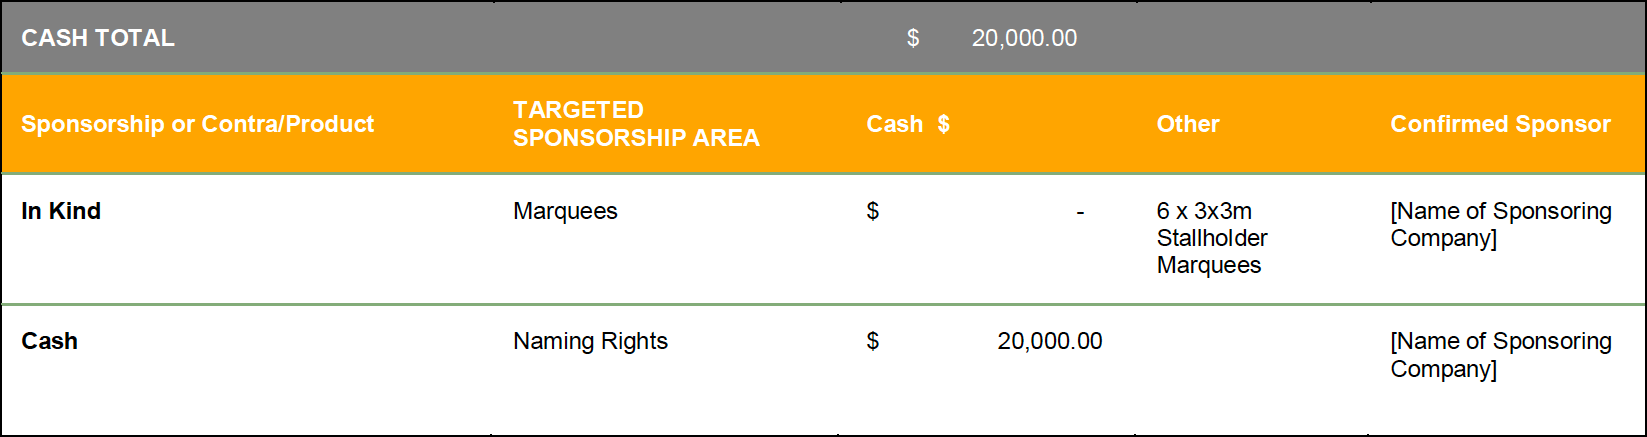 CASH TOTAL $ 20,000.00
Sponsorship or Contra/Product TARGETED SPONSORSHIP AREA Cash $ Other Confirmed Sponsor
In Kind Marquees $ - 6 x 3x3m Stallholder Marquees [Name of Sponsoring Company]
Cash Naming Rights $ 20,000.00 [Name of Sponsoring Company]